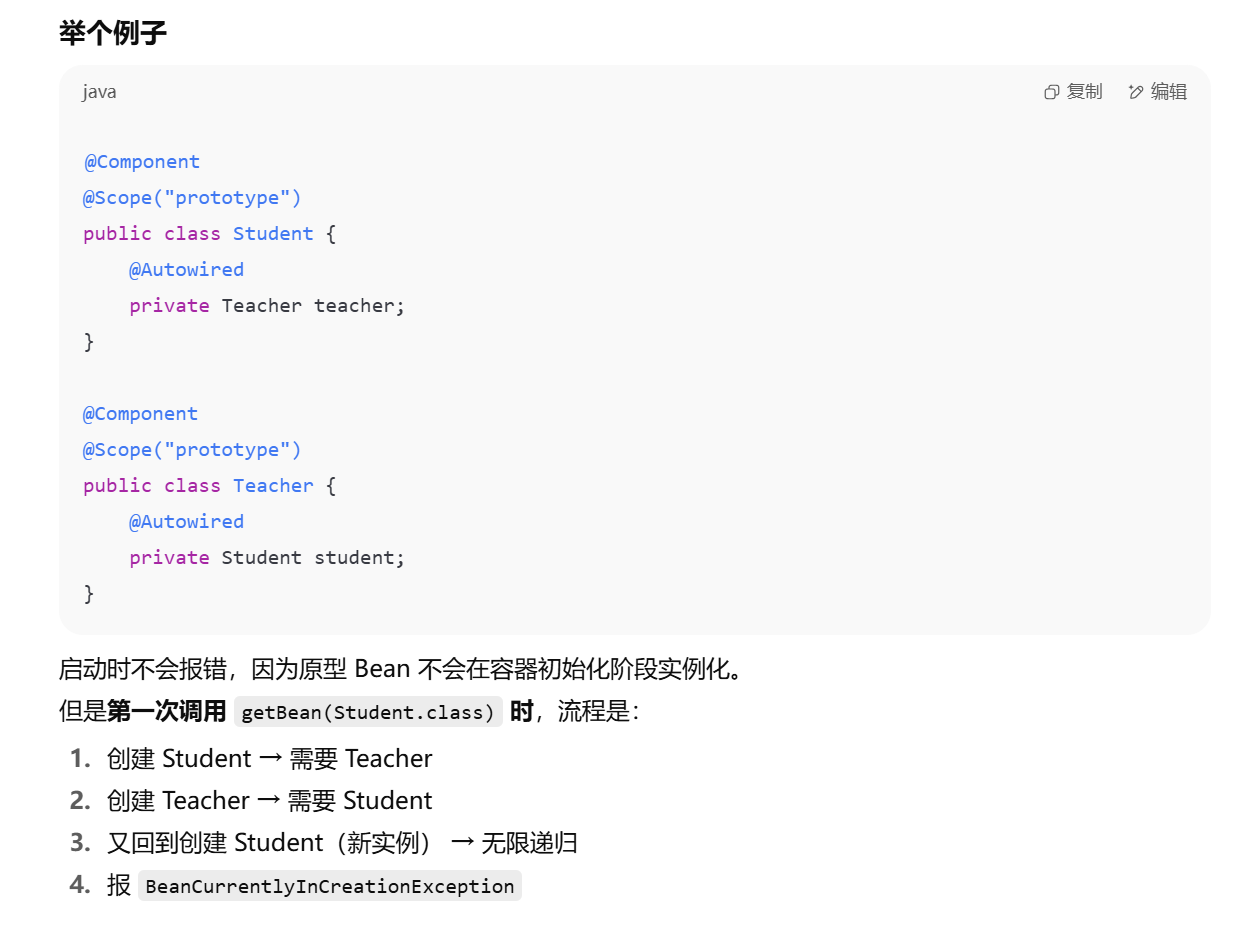 举个例子
java
复制 编辑
@Component
@Scope("prototype")
public class Student {
    @Autowired
    private Teacher teacher;
}
@Component
@Scope("prototype")
public class Teacher {
    @Autowired
    private Student student;
}
启动时不会报错，因为原型 Bean 不会在容器初始化阶段实例化。
但是第一次调用 getBean(Student.class) 时，流程是：
1. 创建 Student → 需要 Teacher
2. 创建 Teacher → 需要 Student
3. 又回到创建 Student（新实例） → 无限递归
4. 报 BeanCurrentlyInCreationException